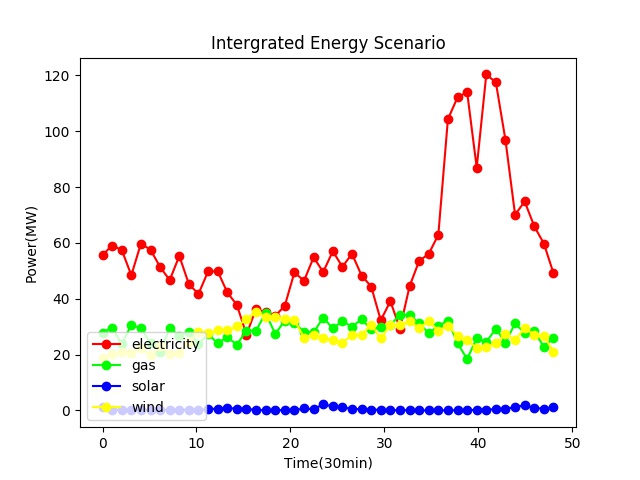 Intergrated Energy Scenario
Power(MW)
120
100
80
60
40
20
0
electricity
gas
solar
wind
0 10 20 30 40 50
Time(30min)